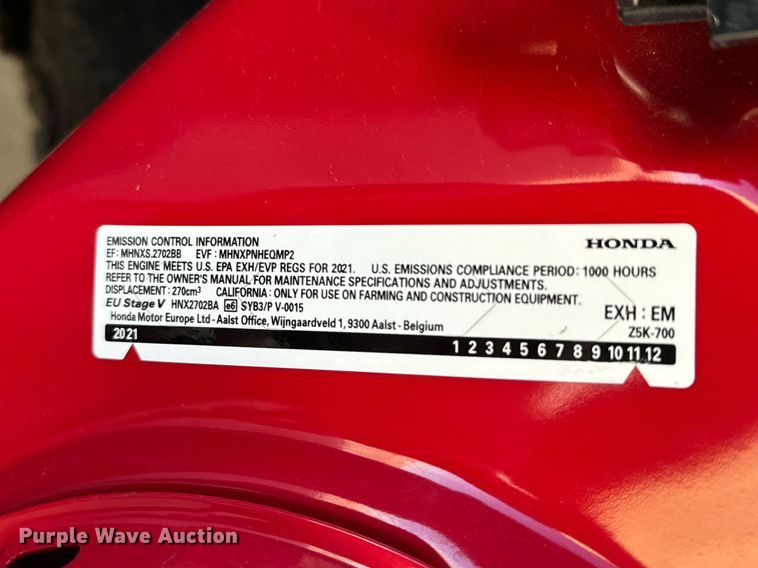 EMISSION CONTROL INFORMATION
HONDA
EF: MHNXS.2702BB EVF: MHNXPNHEQMP2
THIS ENGINE MEETS U.S. EPA EXH/EVP REGS FOR 2021. U.S. EMISSIONS COMPLIANCE PERIOD: 1000 HOURS
REFER TO THE OWNER'S MANUAL FOR MAINTENANCE SPECIFICATIONS AND ADJUSTMENTS.
DISPLACEMENT: 270cm³ CALIFORNIA: ONLY FOR USE ON FARMING AND CONSTRUCTION EQUIPMENT.
EU Stage V HNX2702BA e6 SYB3/P V-0015
EXH: EM
Honda Motor Europe Ltd - Aalst Office, Wijngaardveld 1, 9300 Aalst - Belgium
Z5K-700
2021 1 2 3 4 5 6 7 8 9 10 11 12
Purple Wave Auction